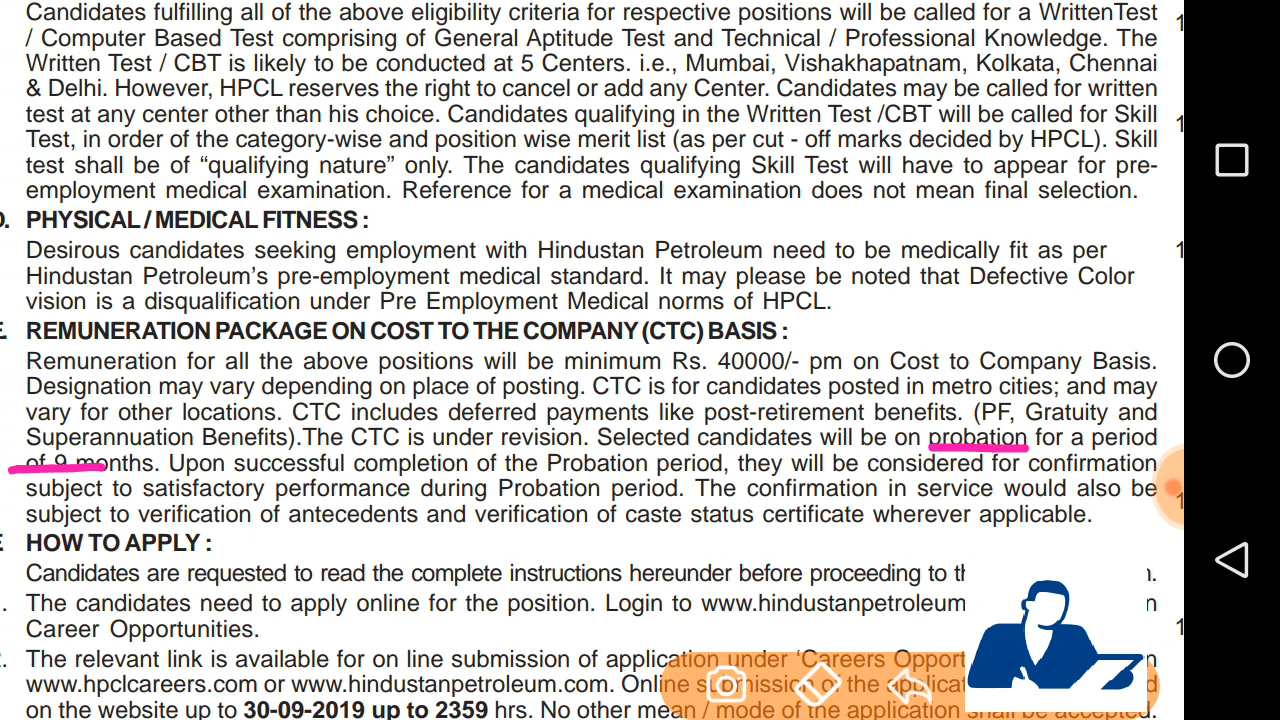 Candidates fulfilling all of the above eligibility criteria for respective positions will be called for a WrittenTest
/ Computer Based Test comprising of General Aptitude Test and Technical / Professional Knowledge. The
Written Test / CBT is likely to be conducted at 5 Centers. i.e., Mumbai, Vishakhapatnam, Kolkata, Chennai
& Delhi. However, HPCL reserves the right to cancel or add any Center. Candidates may be called for written
test at any center other than his choice. Candidates qualifying in the Written Test /CBT will be called for Skill
Test, in order of the category-wise and position wise merit list (as per cut - off marks decided by HPCL). Skill
test shall be of “qualifying nature” only. The candidates qualifying Skill Test will have to appear for pre-
employment medical examination. Reference for a medical examination does not mean final selection.
PHYSICAL / MEDICAL FITNESS :
Desirous candidates seeking employment with Hindustan Petroleum need to be medically fit as per
Hindustan Petroleum’s pre-employment medical standard. It may please be noted that Defective Color
vision is a disqualification under Pre Employment Medical norms of HPCL.
REMUNERATION PACKAGE ON COST TO THE COMPANY (CTC) BASIS :
Remuneration for all the above positions will be minimum Rs. 40000/- pm on Cost to Company Basis.
Designation may vary depending on place of posting. CTC is for candidates posted in metro cities; and may
vary for other locations. CTC includes deferred payments like post-retirement benefits. (PF, Gratuity and
Superannuation Benefits).The CTC is under revision. Selected candidates will be on probation for a period
of 9 months. Upon successful completion of the Probation period, they will be considered for confirmation
subject to satisfactory performance during Probation period. The confirmation in service would also be
subject to verification of antecedents and verification of caste status certificate wherever applicable.
HOW TO APPLY :
Candidates are requested to read the complete instructions hereunder before proceeding to
The candidates need to apply online for the position. Login to www.hindustanpetroleum
Career Opportunities.
The relevant link is available for on line submission of application under ‘Careers
www.hpclcareers.com or www.hindustanpetroleum.com. Online submission of the
on the website up to 30-09-2019 up to 2359 hrs. No other mean / mode of the application shall be accepted.